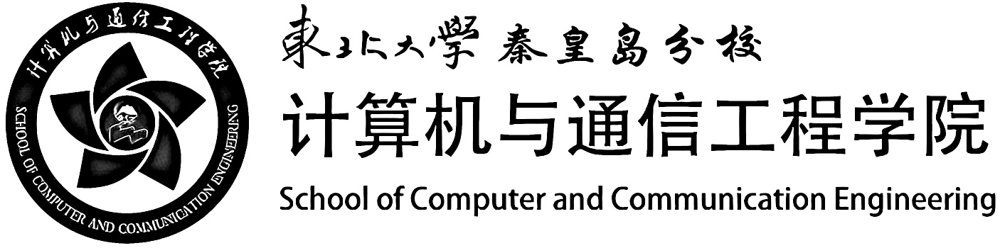 计算机与通信工程学院
SCHOOL OF COMPUTER AND COMMUNICATION ENGINEERING
東北大學秦皇岛分校
计算机与通信工程学院
School of Computer and Communication Engineering